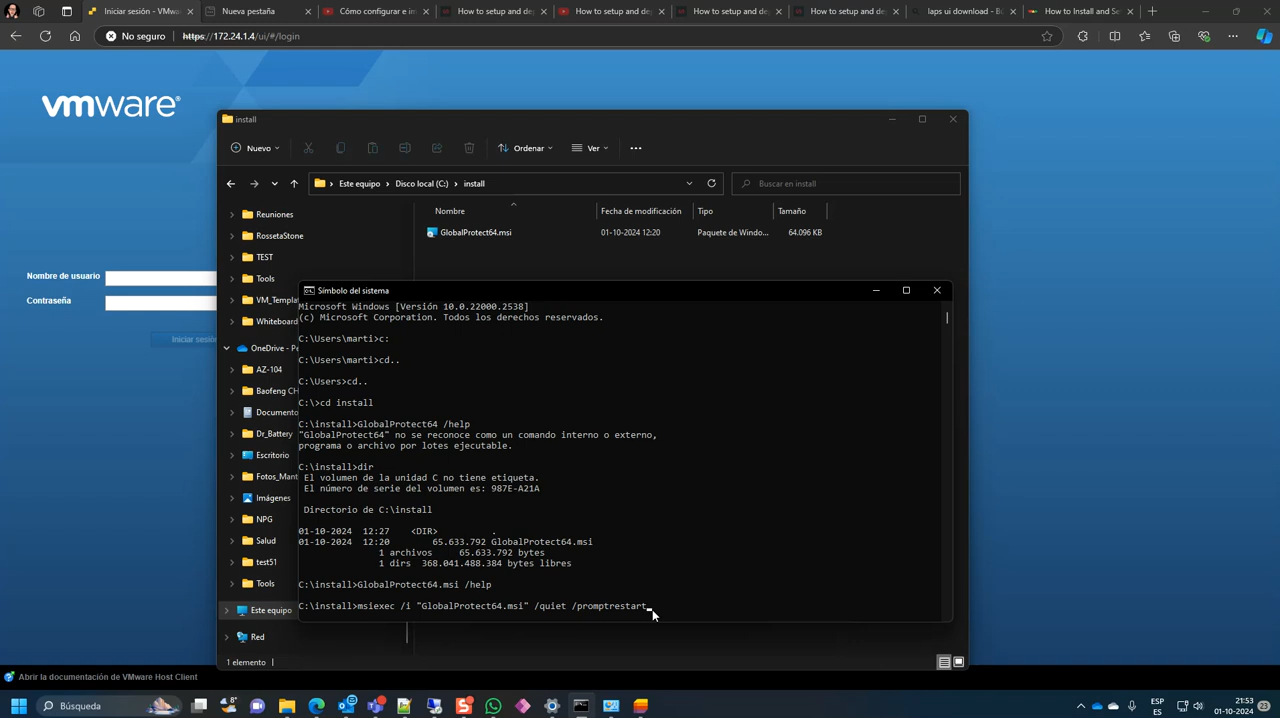 Iniciar sesión - VMwar
Nueva pestaña
Cómo configurar e im
How to setup and de
How to setup and dep
How to setup and de
How to setup and de
laps ui download - B
How to Install and Se
No seguro
https://172.24.1.4/ui/#/login
vmware
Nombre de usuario
Contraseña
Iniciar sesión
install
Nuevo
Ordenar
Ver
Este equipo
Disco local (C:)
install
Buscar en install
Nombre
Fecha de modificación
Tipo
Tamaño
GlobalProtect64.msi
01-10-2024 12:20
Paquete de Windo...
64.096 KB
Reuniones
RossetaStone
TEST
Tools
VM_Templa
Whiteboard
OneDrive - Pe
AZ-104
Baofeng CH
Documento
Dr_Battery
Escritorio
Fotos_Mant
Imágenes
NPG
Salud
test51
Tools
Este equipo
Red
1 elemento
Símbolo del sistema
Microsoft Windows [Versión 10.0.22000.2538]
(c) Microsoft Corporation. Todos los derechos reservados.
C:\Users\marti>c:
C:\Users\marti>cd..
C:\Users>cd..
C:\>cd install
C:\install>GlobalProtect64 /help
"GlobalProtect64" no se reconoce como un comando interno o externo,
programa o archivo por lotes ejecutable.
C:\install>dir
El volumen de la unidad C no tiene etiqueta.
El número de serie del volumen es: 987E-A21A
Directorio de C:\install
01-10-2024 12:27 <DIR> .
01-10-2024 12:20 65.633.792 GlobalProtect64.msi
1 archivos 65.633.792 bytes
1 dirs 368.041.488.384 bytes libres
C:\install>GlobalProtect64.msi /help
C:\install>msiexec /i "GlobalProtect64.msi" /quiet /promptrestart
Abrir la documentación de VMware Host Client
Búsqueda
8°
ESP
ES
21:53
01-10-2024